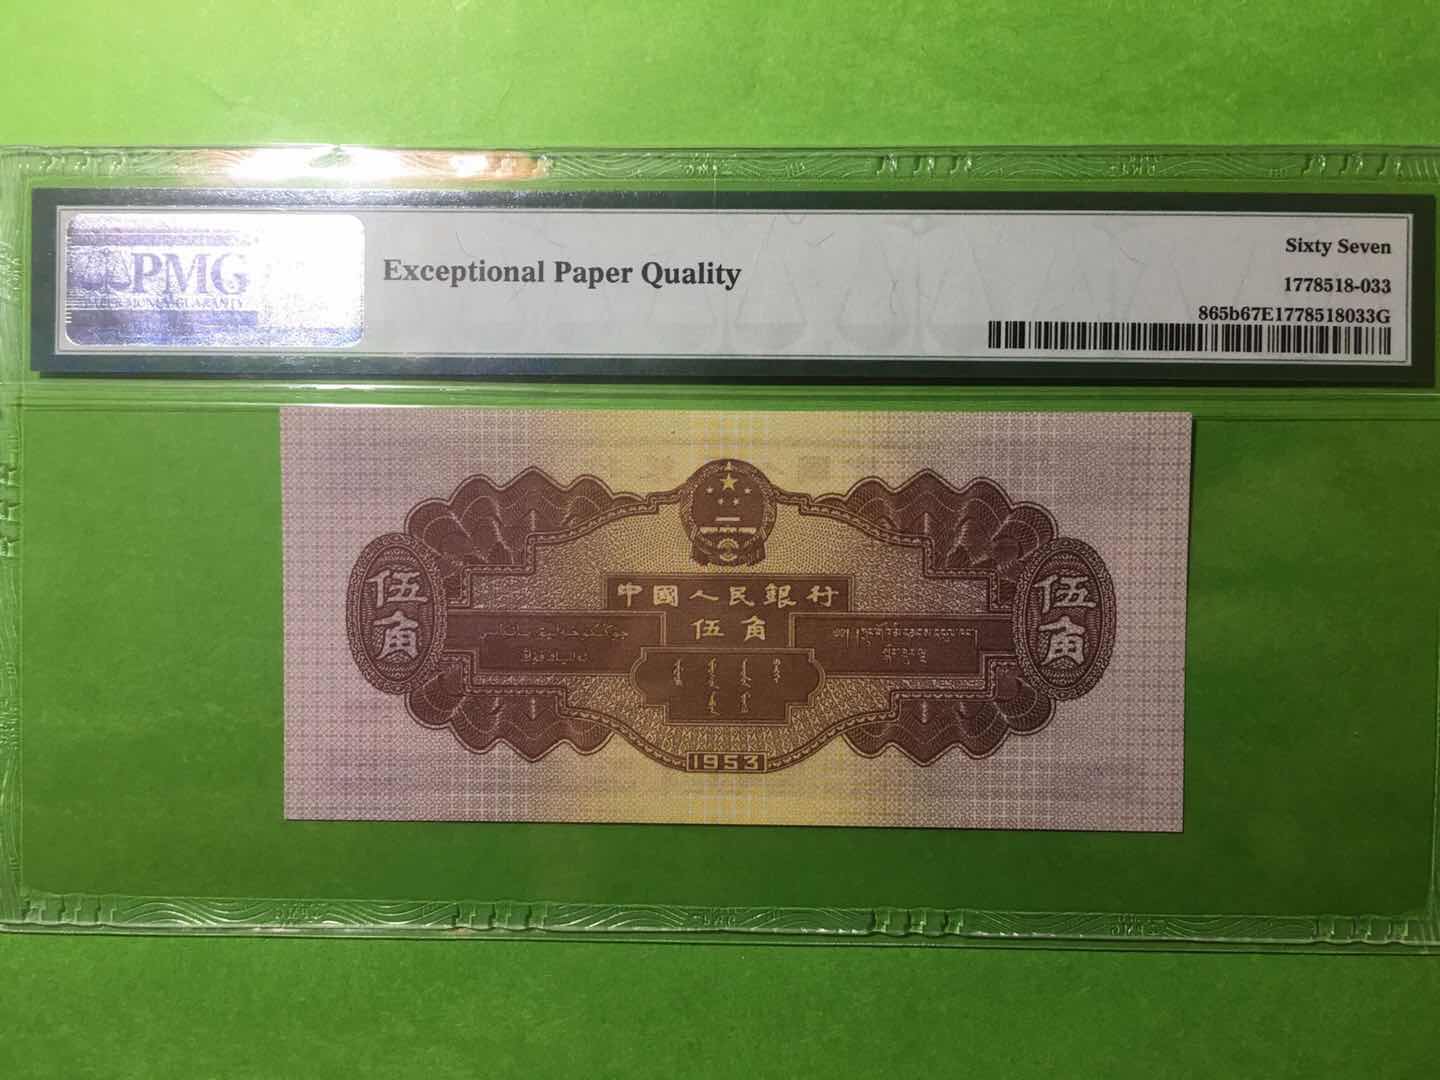 PMG
Exceptional Paper Quality
Sixty Seven
1778518-033
865b67E1778518033G
中國人民銀行
伍角
伍角
伍角
1953